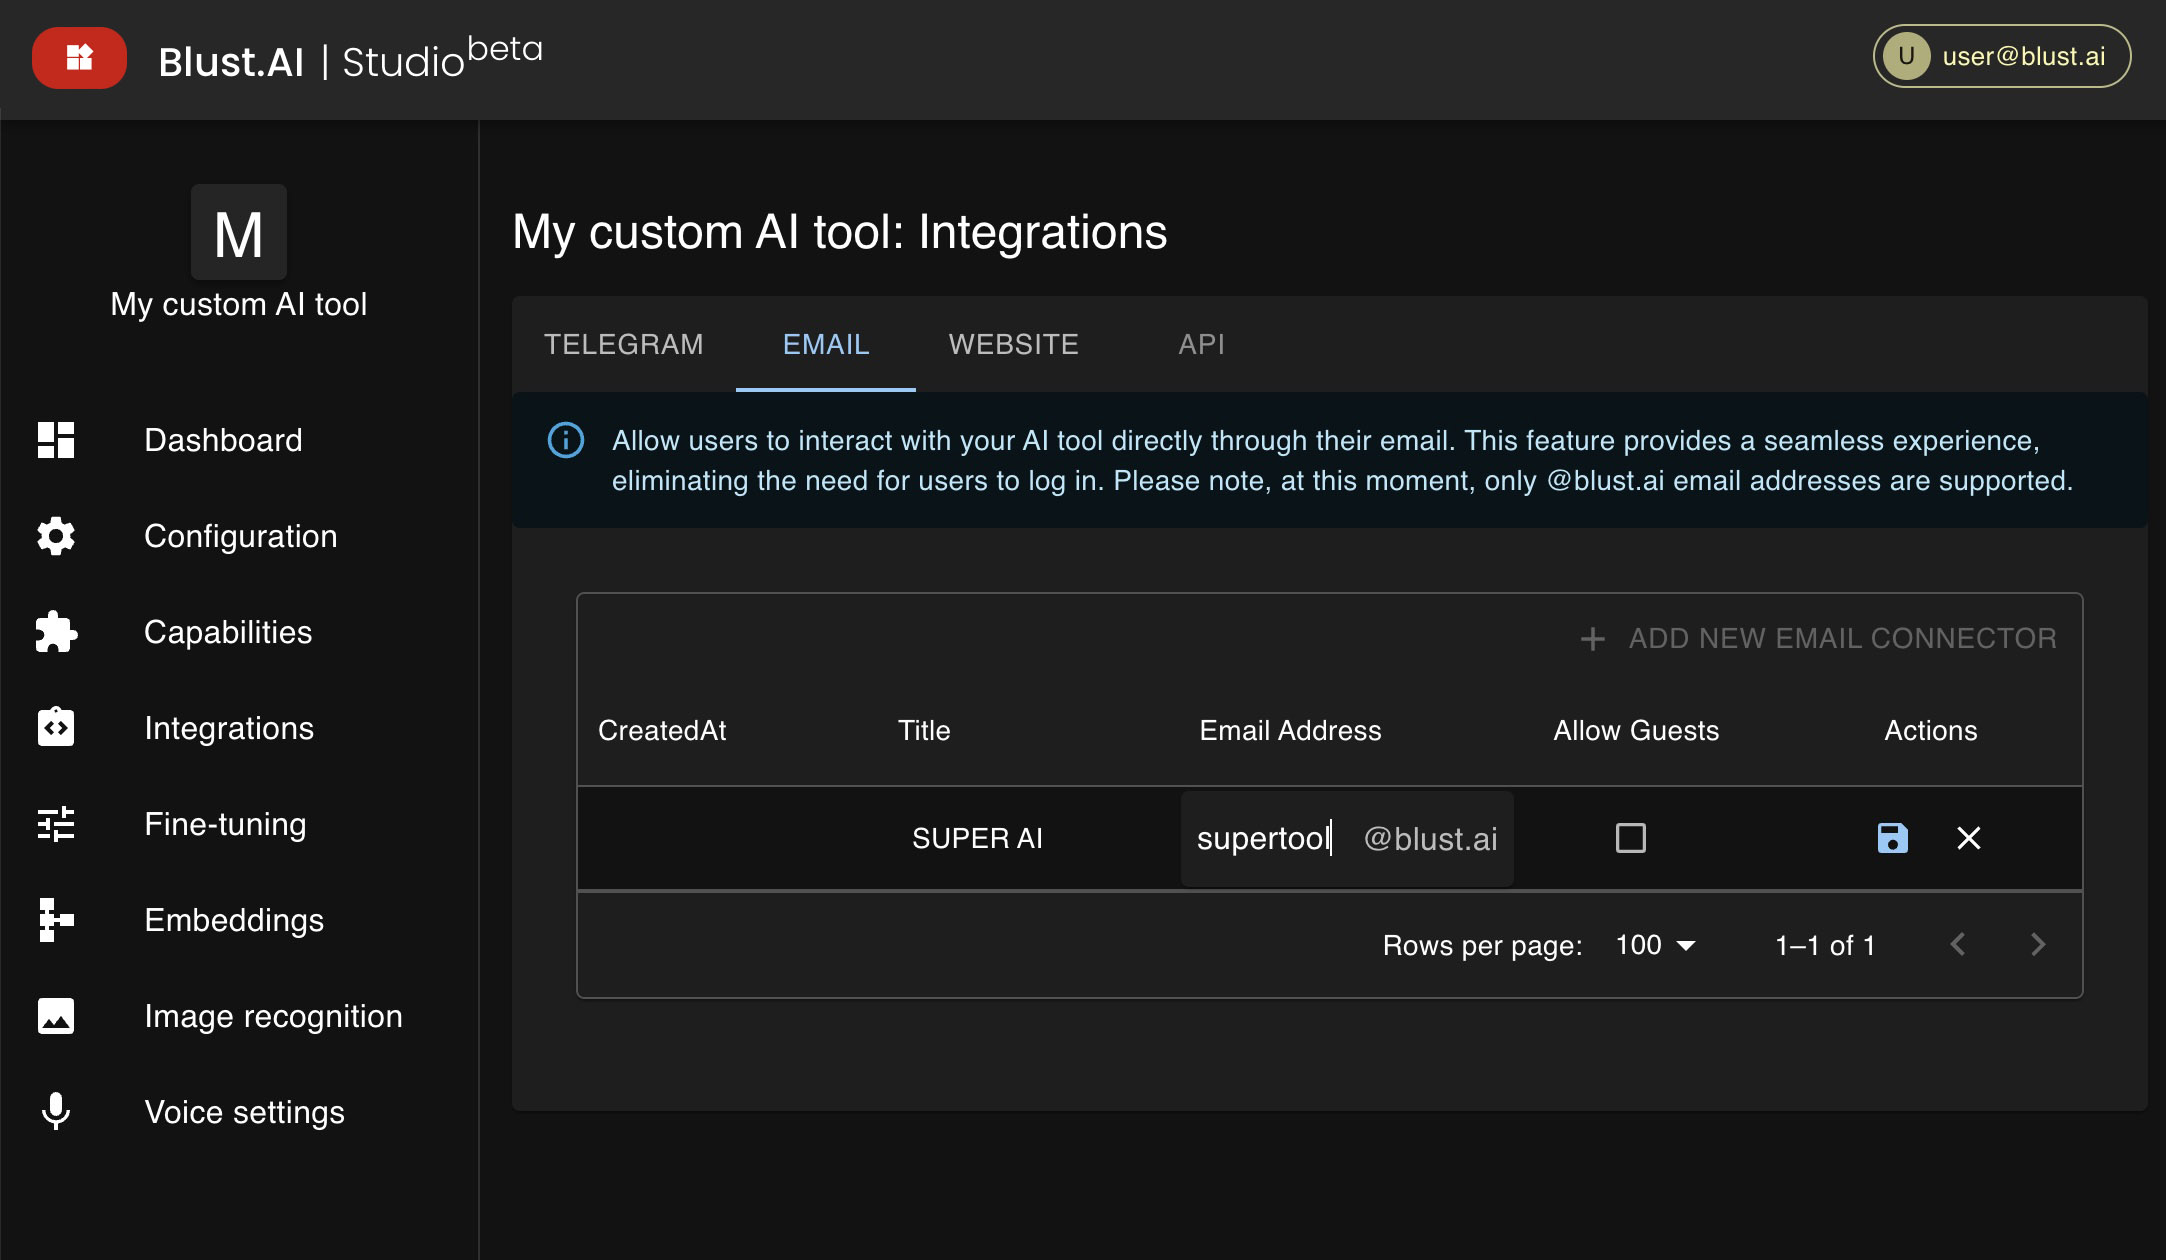 Blust.AI | Studio beta
U user@blust.ai
M
My custom AI tool
Dashboard
Configuration
Capabilities
Integrations
Fine-tuning
Embeddings
Image recognition
Voice settings
My custom AI tool: Integrations
TELEGRAM EMAIL WEBSITE API
Allow users to interact with your AI tool directly through their email. This feature provides a seamless experience,
eliminating the need for users to log in. Please note, at this moment, only @blust.ai email addresses are supported.
+ ADD NEW EMAIL CONNECTOR
CreatedAt Title Email Address Allow Guests Actions
SUPER AI supertool @blust.ai
Rows per page: 100 1–1 of 1